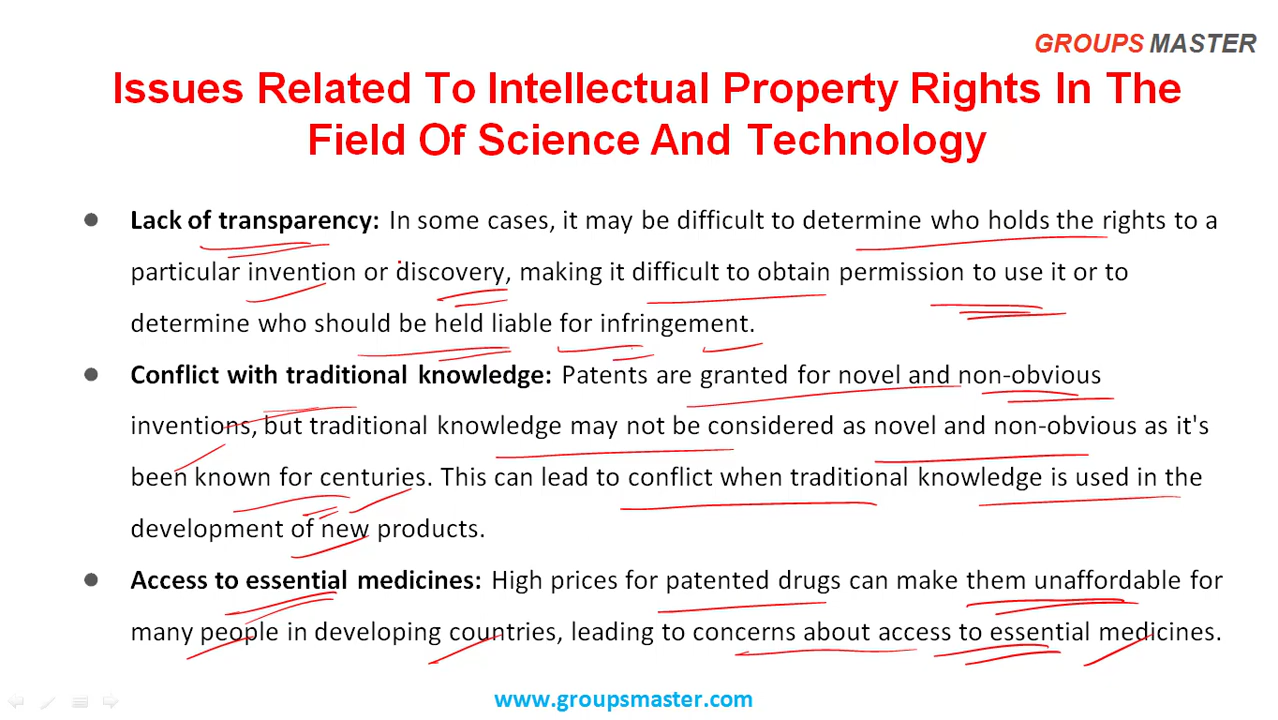 GROUPS MASTER
Issues Related To Intellectual Property Rights In The
Field Of Science And Technology
● Lack of transparency: In some cases, it may be difficult to determine who holds the rights to a
particular invention or discovery, making it difficult to obtain permission to use it or to
determine who should be held liable for infringement.
● Conflict with traditional knowledge: Patents are granted for novel and non-obvious
inventions, but traditional knowledge may not be considered as novel and non-obvious as it's
been known for centuries. This can lead to conflict when traditional knowledge is used in the
development of new products.
● Access to essential medicines: High prices for patented drugs can make them unaffordable for
many people in developing countries, leading to concerns about access to essential medicines.
www.groupsmaster.com